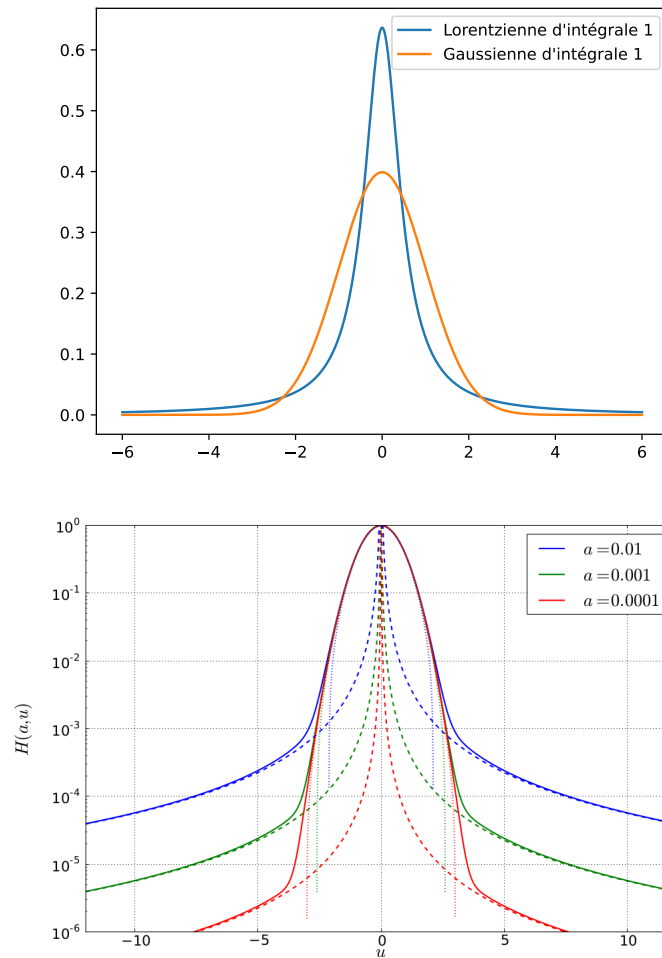 Lorentzienne d'intégrale 1
Gaussienne d'intégrale 1
0.6
0.5
0.4
0.3
0.2
0.1
0.0
−6 −4 −2 0 2 4 6
a = 0.01
a = 0.001
a = 0.0001
10⁰
10⁻¹
10⁻²
10⁻³
10⁻⁴
10⁻⁵
10⁻⁶
H(a,u)
−10 −5 0 5 10
u